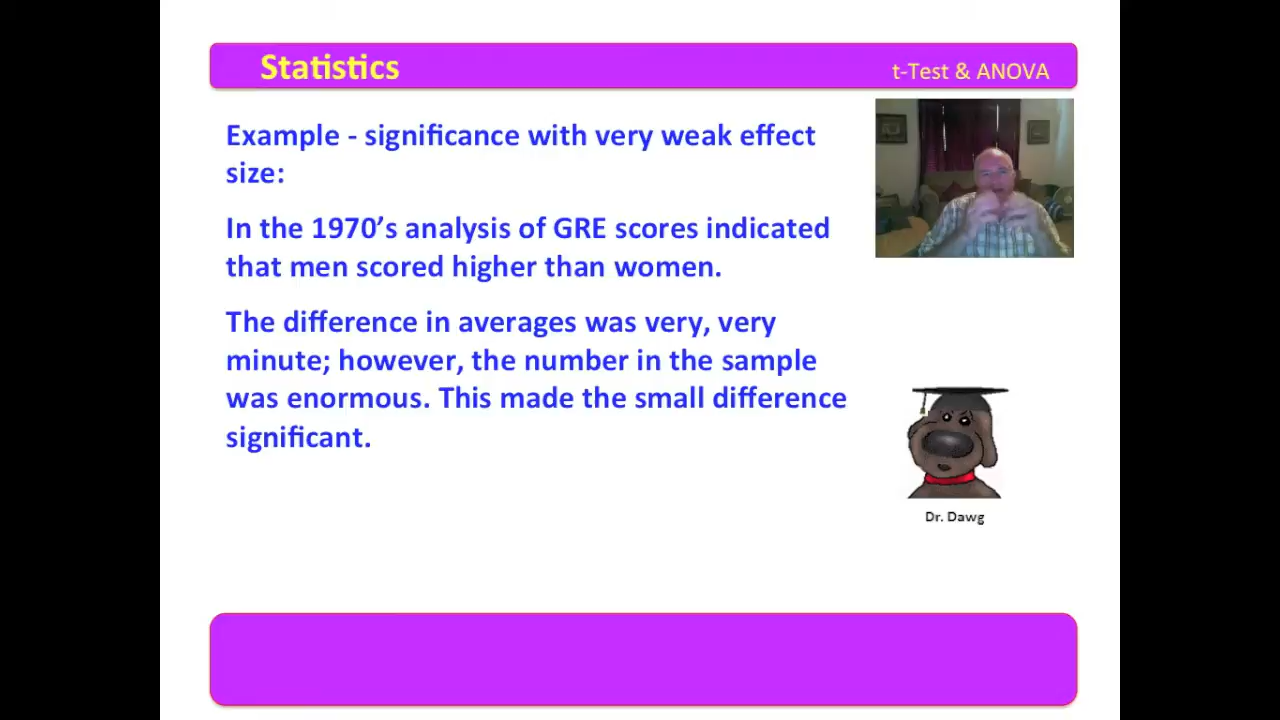 Statistics
t-Test & ANOVA
Example - significance with very weak effect
size:
In the 1970’s analysis of GRE scores indicated
that men scored higher than women.
The difference in averages was very, very
minute; however, the number in the sample
was enormous. This made the small difference
significant.
Dr. Dawg